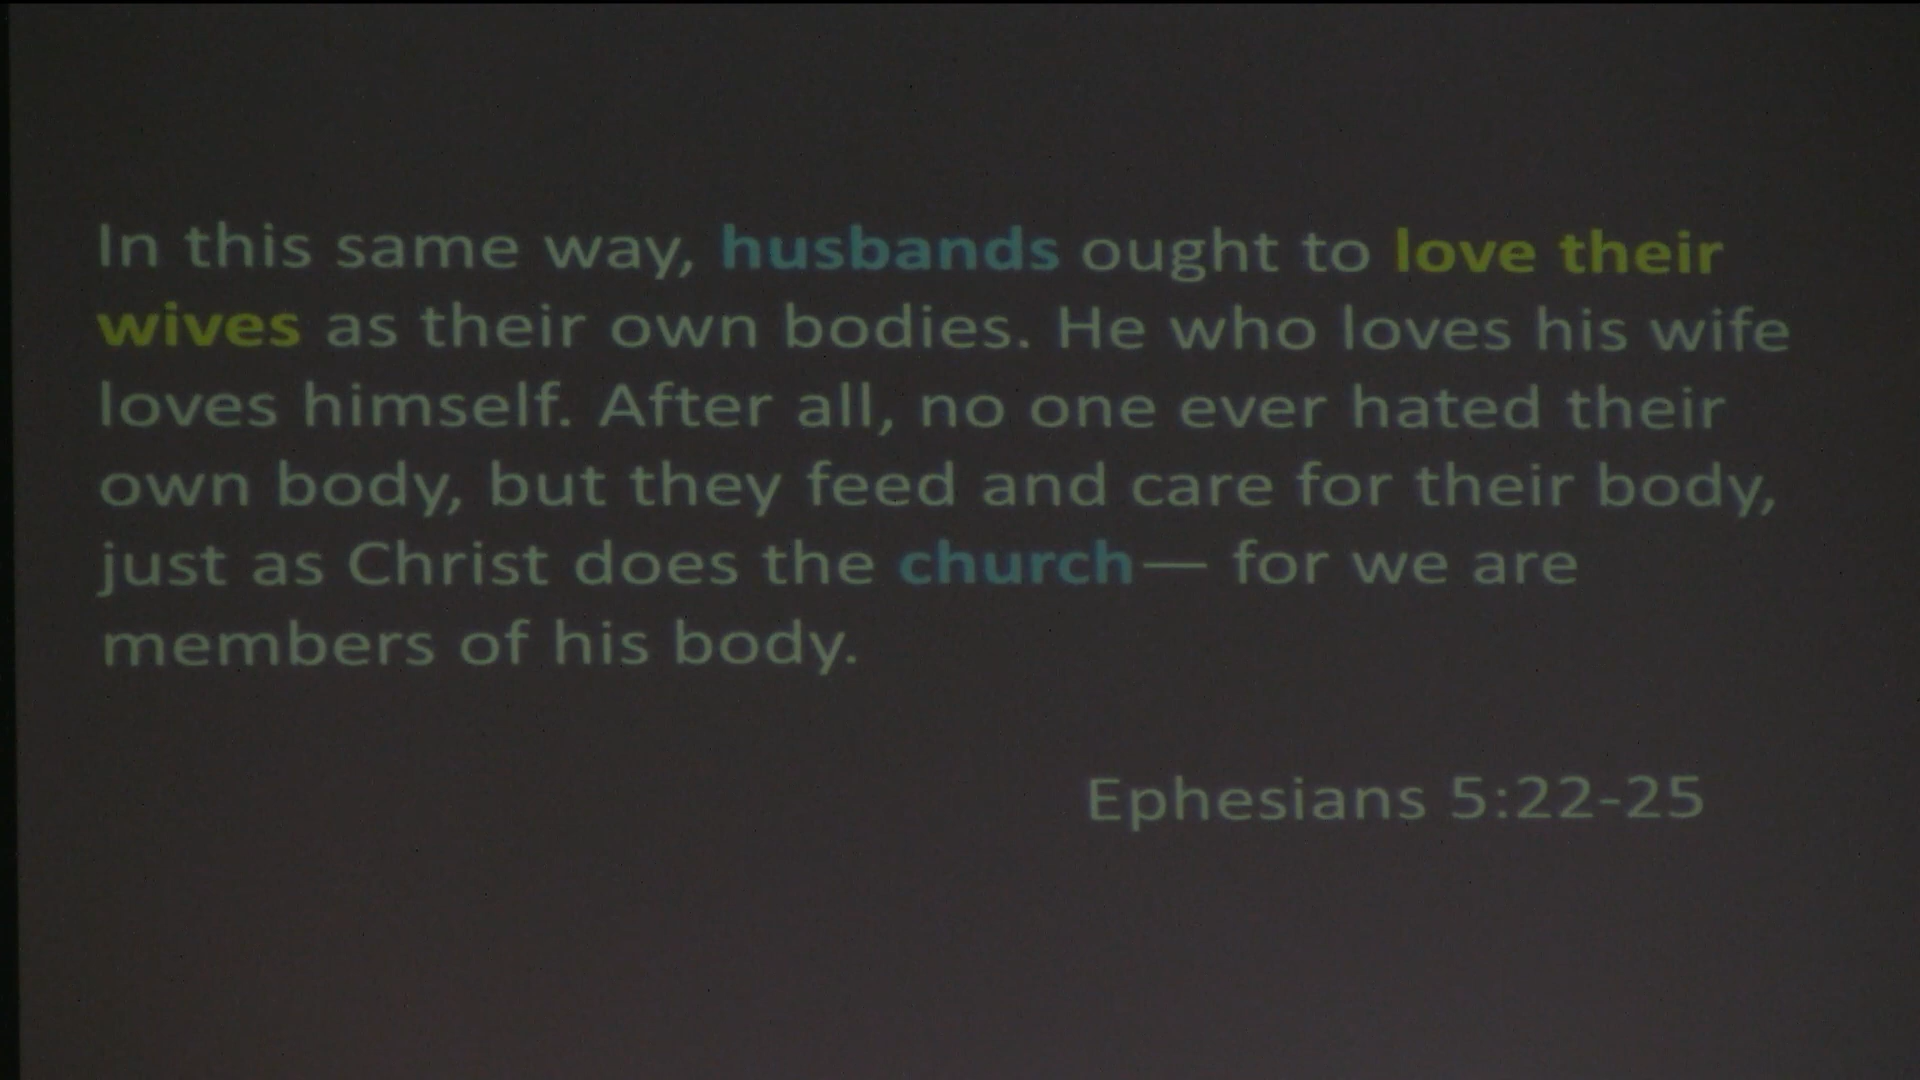 In this same way, husbands ought to love their
wives as their own bodies. He who loves his wife
loves himself. After all, no one ever hated their
own body, but they feed and care for their body,
just as Christ does the church— for we are
members of his body.
Ephesians 5:22-25